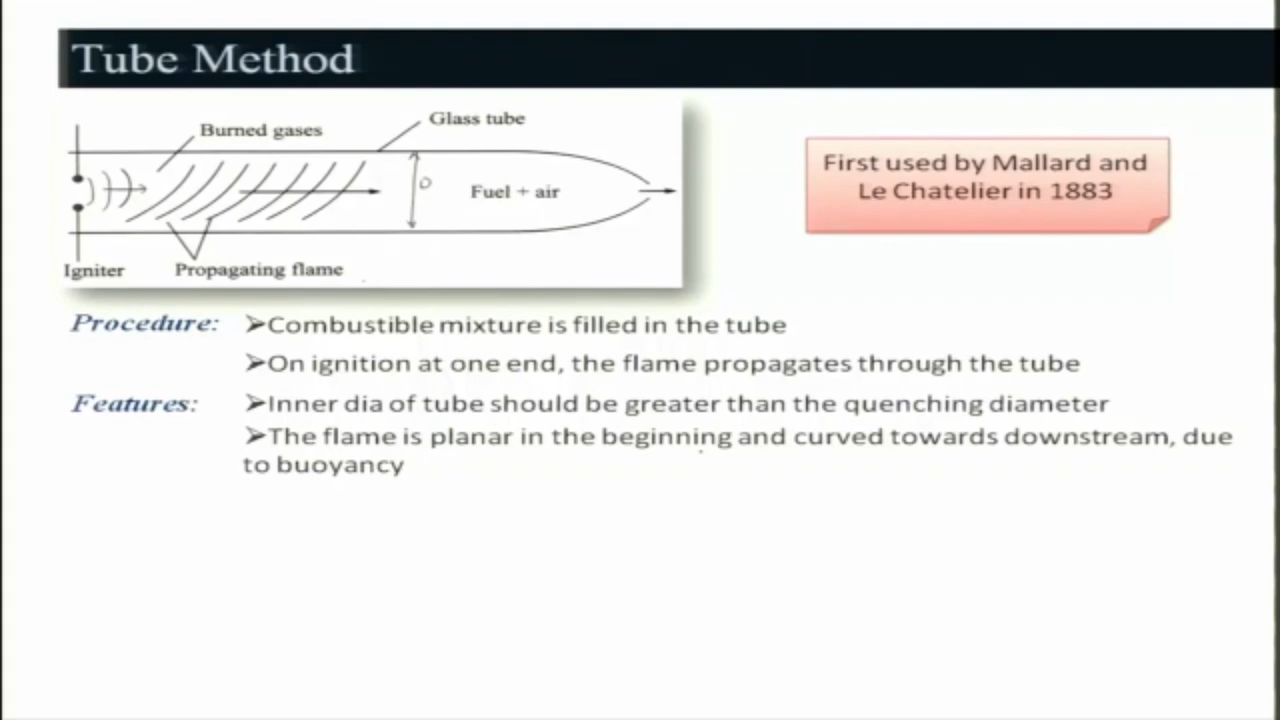 Tube Method
Burned gases
Glass tube
First used by Mallard and
Le Chatelier in 1883
D
Fuel + air
Igniter
Propagating flame
Procedure: ➢Combustible mixture is filled in the tube
➢On ignition at one end, the flame propagates through the tube
Features: ➢Inner dia of tube should be greater than the quenching diameter
➢The flame is planar in the beginning and curved towards downstream, due
to buoyancy